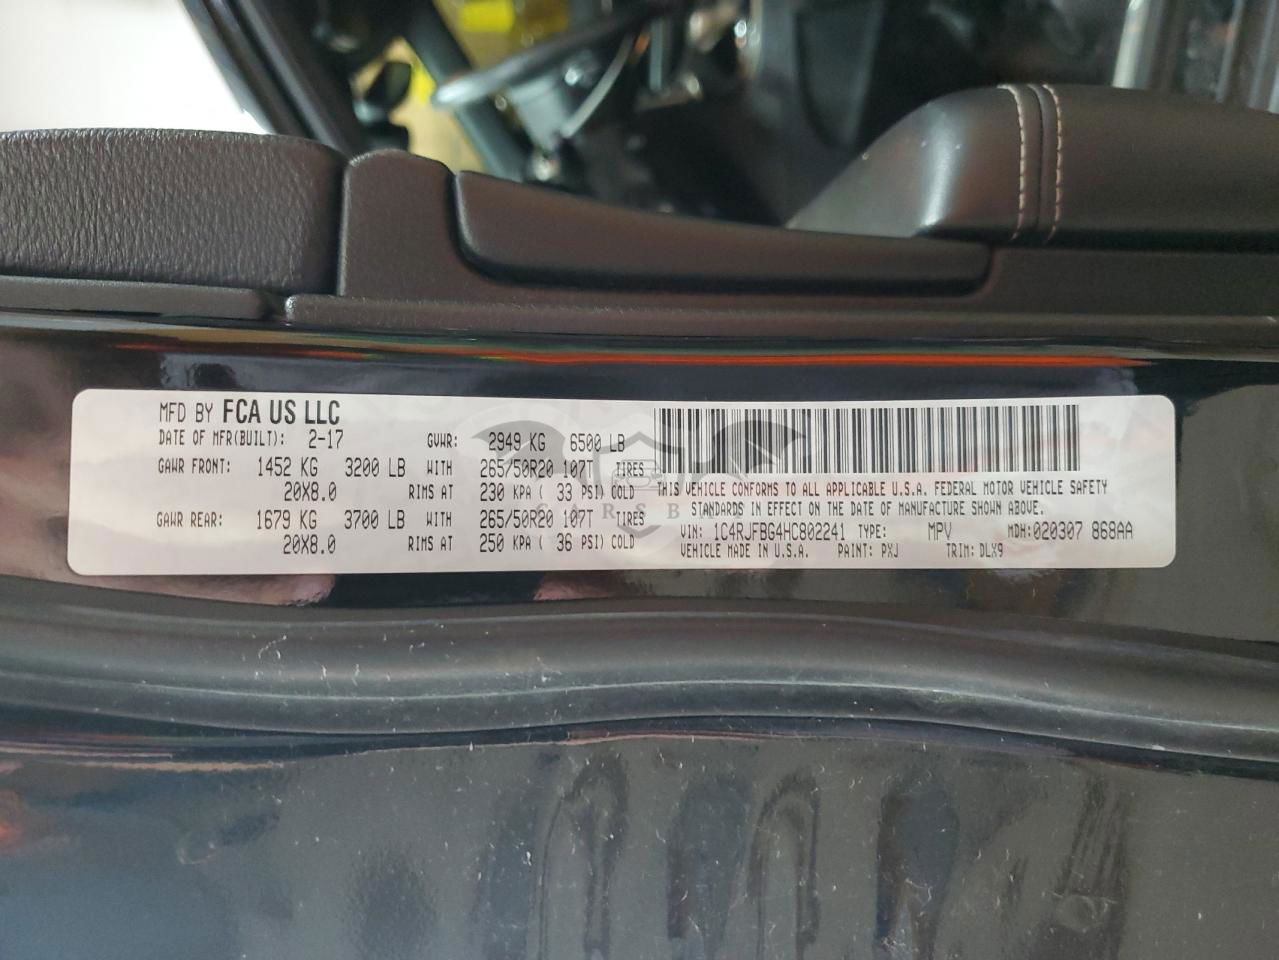 MFD BY FCA US LLC
DATE OF MFR(BUILT): 2-17 GVWR: 2949 KG 6500 LB
GAWR FRONT: 1452 KG 3200 LB WITH 265/50R20 107T TIRES
20X8.0 RIMS AT 230 KPA ( 33 PSI) COLD
GAWR REAR: 1679 KG 3700 LB WITH 265/50R20 107T TIRES
20X8.0 RIMS AT 250 KPA ( 36 PSI) COLD
THIS VEHICLE CONFORMS TO ALL APPLICABLE U.S.A. FEDERAL MOTOR VEHICLE SAFETY
STANDARDS IN EFFECT ON THE DATE OF MANUFACTURE SHOWN ABOVE.
VIN: 1C4RJFBG4HC802241 TYPE: MPV MDH:020307 868AA
VEHICLE MADE IN U.S.A. PAINT: PXJ TRIM: DLX9